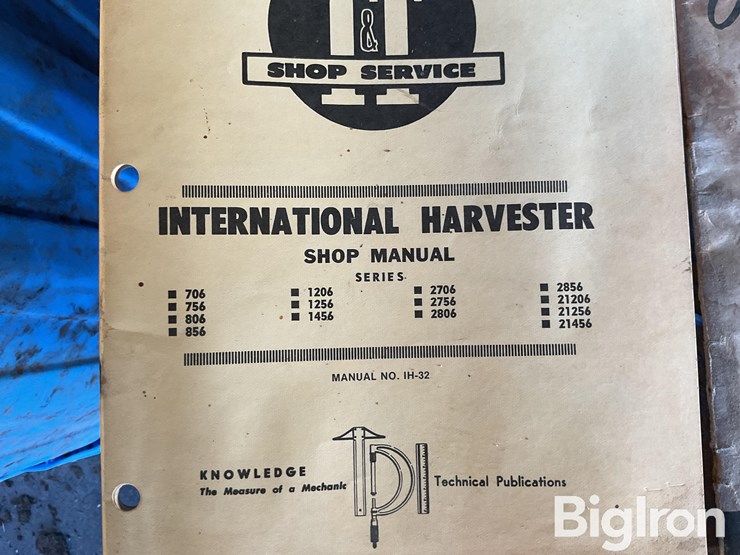 I&T
SHOP SERVICE
INTERNATIONAL HARVESTER
SHOP MANUAL
SERIES
■ 706 ■ 1206 ■ 2706 ■ 2856
■ 756 ■ 1256 ■ 2756 ■ 21206
■ 806 ■ 1456 ■ 2806 ■ 21256
■ 856 ■ 21456
MANUAL NO. IH-32
KNOWLEDGE
The Measure of a Mechanic
Technical Publications
BigIron